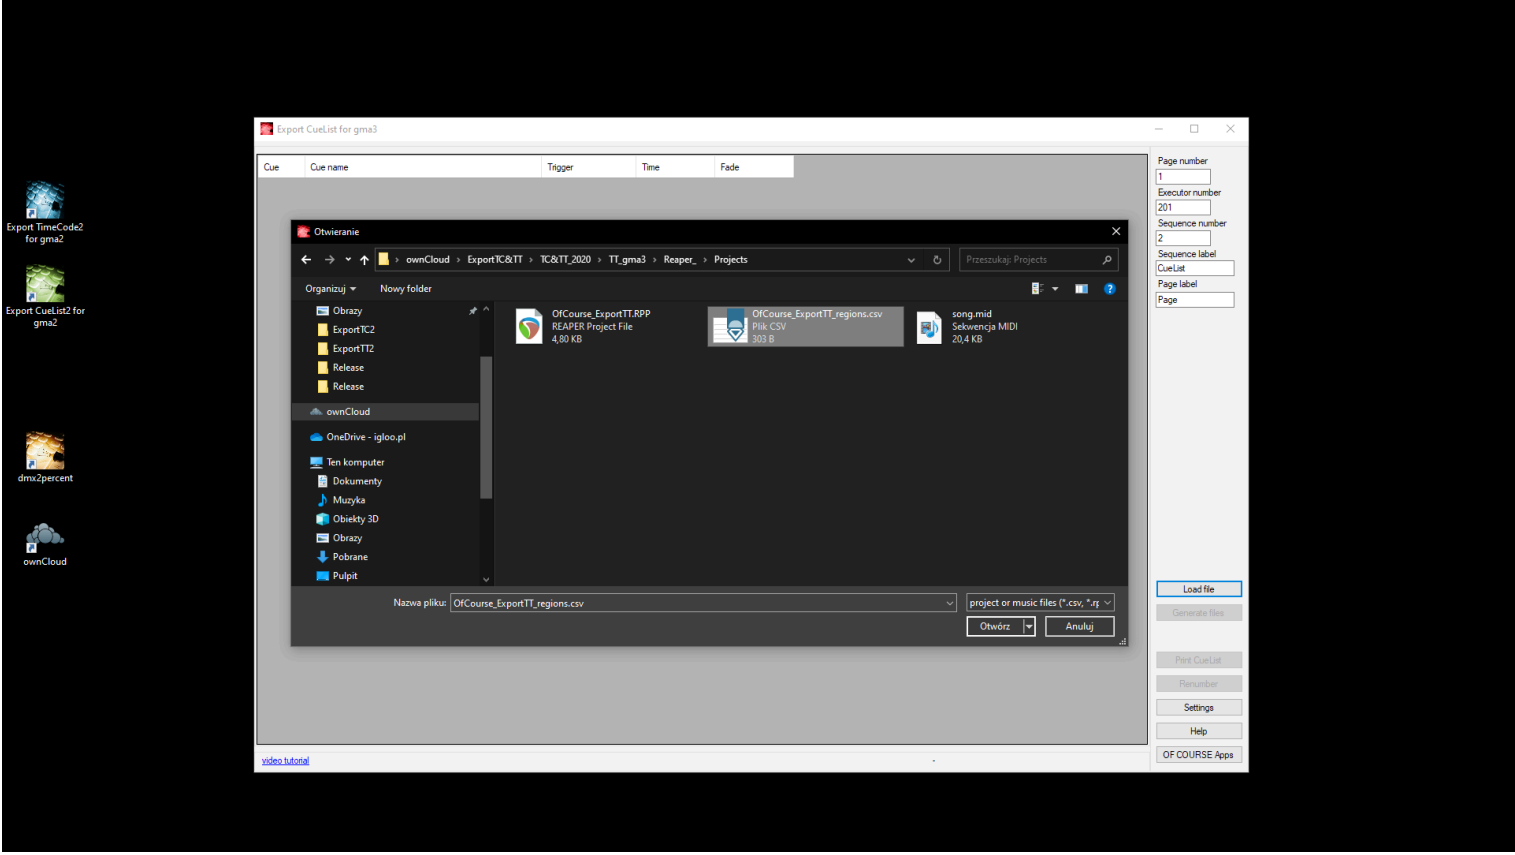 Export TimeCode2
for gma2
Export CueList2 for
gma2
dmx2percent
ownCloud
Export CueList for gma3
Cue
Cue name
Trigger
Time
Fade
Otwieranie
ownCloud
ExportTC&TT
TC&TT_2020
TT_gma3
Reaper_
Projects
Przeszukaj: Projects
Organizuj
Nowy folder
Obrazy
ExportTC2
ExportTT2
Release
Release
ownCloud
OneDrive - igloo.pl
Ten komputer
Dokumenty
Muzyka
Obiekty 3D
Obrazy
Pobrane
Pulpit
OfCourse_ExportTT.RPP
REAPER Project File
4,80 KB
OfCourse_ExportTT_regions.csv
Plik CSV
303 B
song.mid
Sekwencja MIDI
20,4 KB
Nazwa pliku:
OfCourse_ExportTT_regions.csv
project or music files (*.csv, *.rp
Otwórz
Anuluj
Page number
1
Executor number
201
Sequence number
2
Sequence label
CueList
Page label
Page
Load file
Generate files
Print CueList
Renumber
Settings
Help
OF COURSE Apps
video tutorial